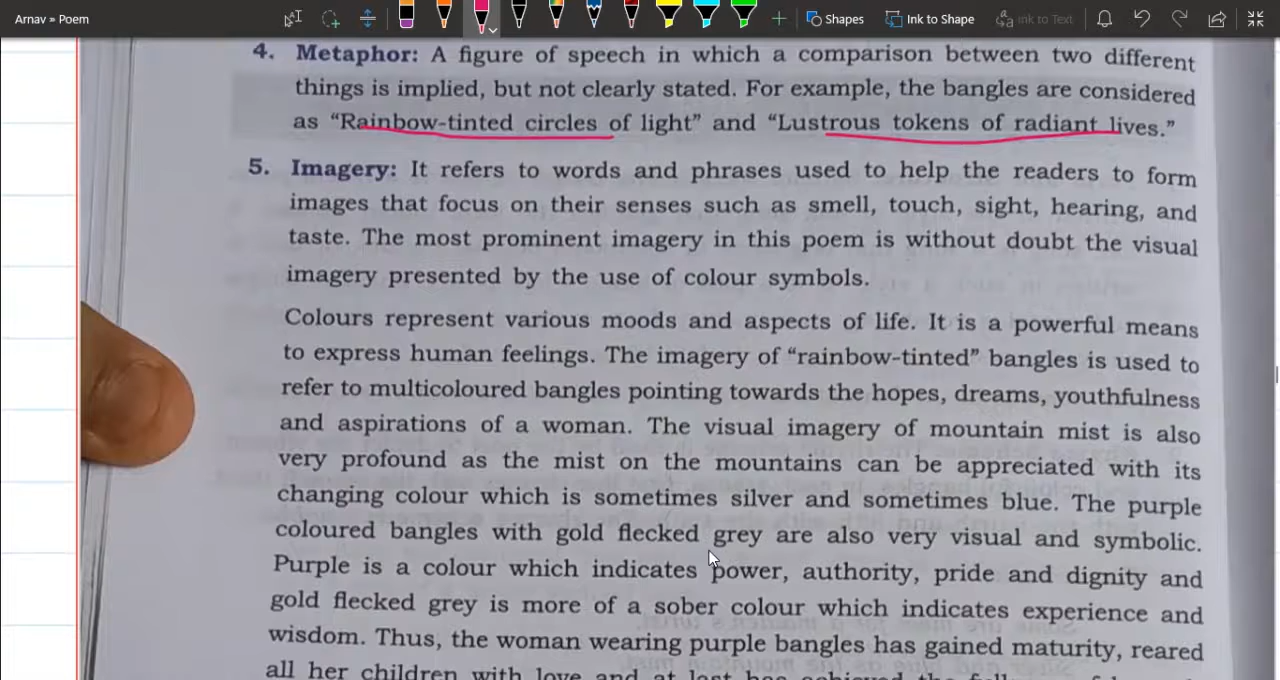 Arnav » Poem
Shapes
Ink to Shape
Ink to Text
4. Metaphor: A figure of speech in which a comparison between two different
things is implied, but not clearly stated. For example, the bangles are considered
as “Rainbow-tinted circles of light” and “Lustrous tokens of radiant lives.”
5. Imagery: It refers to words and phrases used to help the readers to form
images that focus on their senses such as smell, touch, sight, hearing, and
taste. The most prominent imagery in this poem is without doubt the visual
imagery presented by the use of colour symbols.
Colours represent various moods and aspects of life. It is a powerful means
to express human feelings. The imagery of “rainbow-tinted” bangles is used to
refer to multicoloured bangles pointing towards the hopes, dreams, youthfulness
and aspirations of a woman. The visual imagery of mountain mist is also
very profound as the mist on the mountains can be appreciated with its
changing colour which is sometimes silver and sometimes blue. The purple
coloured bangles with gold flecked grey are also very visual and symbolic.
Purple is a colour which indicates power, authority, pride and dignity and
gold flecked grey is more of a sober colour which indicates experience and
wisdom. Thus, the woman wearing purple bangles has gained maturity, reared
all her children with love and at last has achieved the